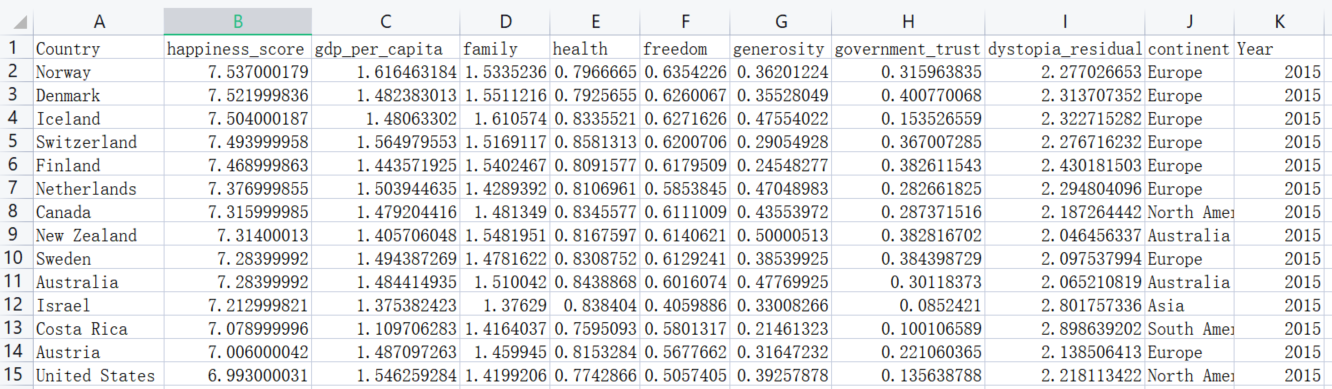 A B C D E F G H I J K
1 Country happiness_score gdp_per_capita family health freedom generosity government_trust dystopia_residual continent Year
2 Norway 7.537000179 1.616463184 1.5335236 0.7966665 0.6354226 0.36201224 0.315963835 2.277026653 Europe 2015
3 Denmark 7.521999836 1.482383013 1.5511216 0.7925655 0.6260067 0.35528049 0.400770068 2.313707352 Europe 2015
4 Iceland 7.504000187 1.48063302 1.610574 0.8335521 0.6271626 0.47554022 0.153526559 2.322715282 Europe 2015
5 Switzerland 7.493999958 1.564979553 1.5169117 0.8581313 0.6200706 0.29054928 0.367007285 2.276716232 Europe 2015
6 Finland 7.468999863 1.443571925 1.5402467 0.8091577 0.6179509 0.24548277 0.382611543 2.430181503 Europe 2015
7 Netherlands 7.376999855 1.503944635 1.4289392 0.8106961 0.5853845 0.47048983 0.282661825 2.294804096 Europe 2015
8 Canada 7.315999985 1.479204416 1.481349 0.8345577 0.6111009 0.43553972 0.287371516 2.187264442 North Amer 2015
9 New Zealand 7.31400013 1.405706048 1.5481951 0.8167597 0.6140621 0.50000513 0.382816702 2.046456337 Australia 2015
10 Sweden 7.28399992 1.494387269 1.4781622 0.8308752 0.6129241 0.38539925 0.384398729 2.097537994 Europe 2015
11 Australia 7.28399992 1.484414935 1.510042 0.8438868 0.6016074 0.47769925 0.30118373 2.065210819 Australia 2015
12 Israel 7.212999821 1.375382423 1.37629 0.838404 0.4059886 0.33008266 0.0852421 2.801757336 Asia 2015
13 Costa Rica 7.078999996 1.109706283 1.4164037 0.7595093 0.5801317 0.21461323 0.100106589 2.898639202 South Amer 2015
14 Austria 7.006000042 1.487097263 1.459945 0.8153284 0.5677662 0.31647232 0.221060365 2.138506413 Europe 2015
15 United States 6.993000031 1.546259284 1.4199206 0.7742866 0.5057405 0.39257878 0.135638788 2.218113422 North Amer 2015